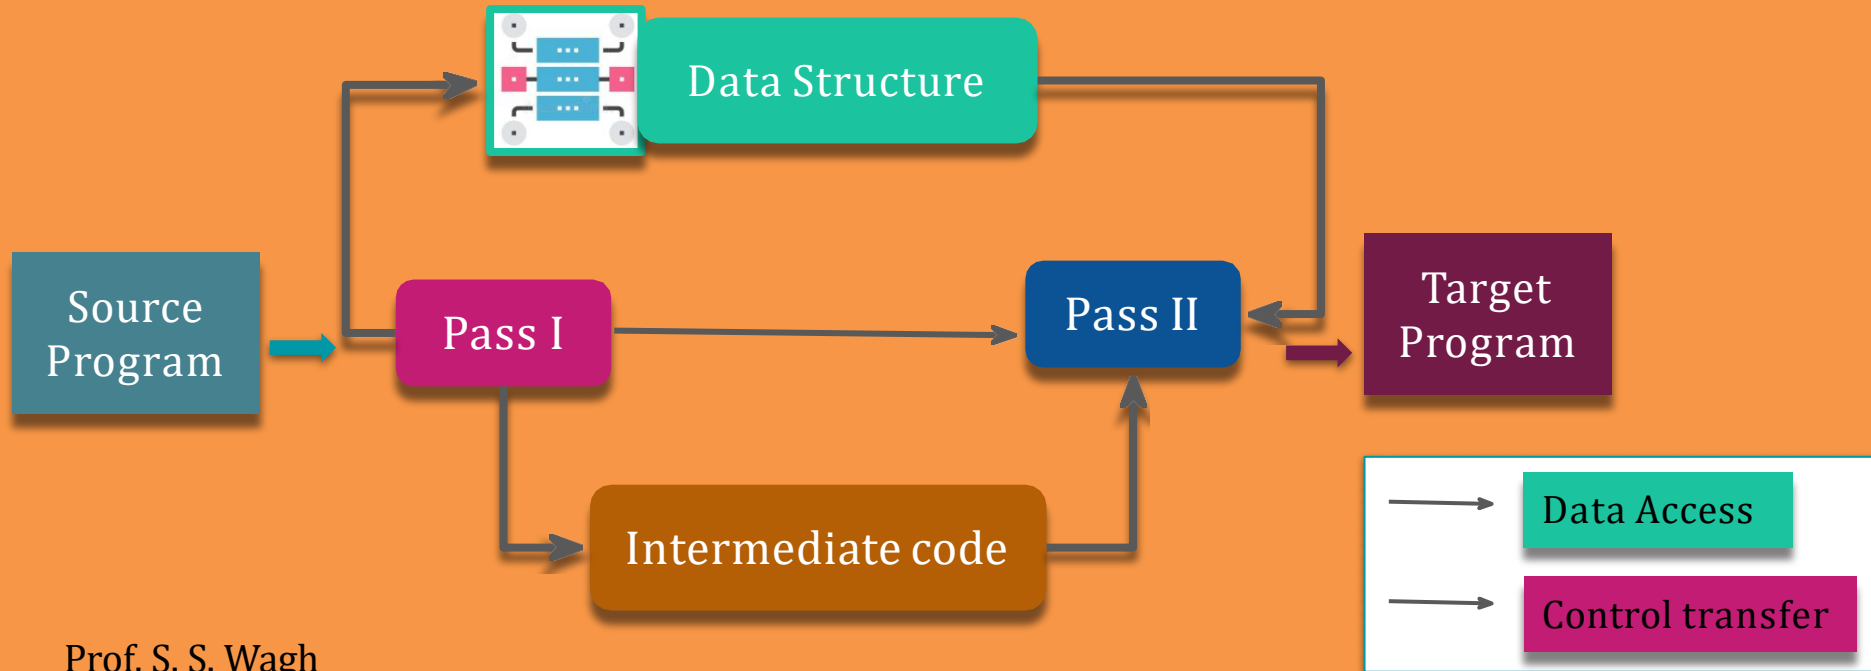 Data Structure
Source
Program
Pass I
Pass II
Target
Program
Intermediate code
Data Access
Control transfer
Prof. S. S. Wagh